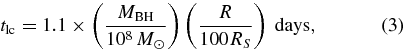 t_lc = 1.1 × (M_BH / 10^8 M_⊙) (R / 100 R_S) days, (3)